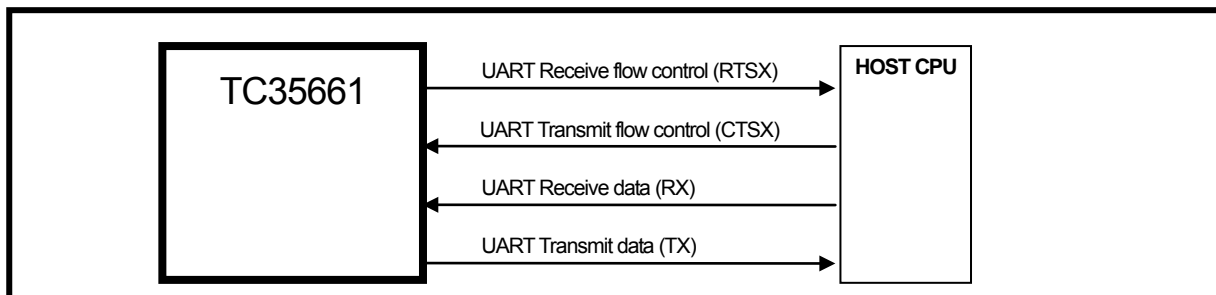 TC35661
UART Receive flow control (RTSX)
HOST CPU
UART Transmit flow control (CTSX)
UART Receive data (RX)
UART Transmit data (TX)